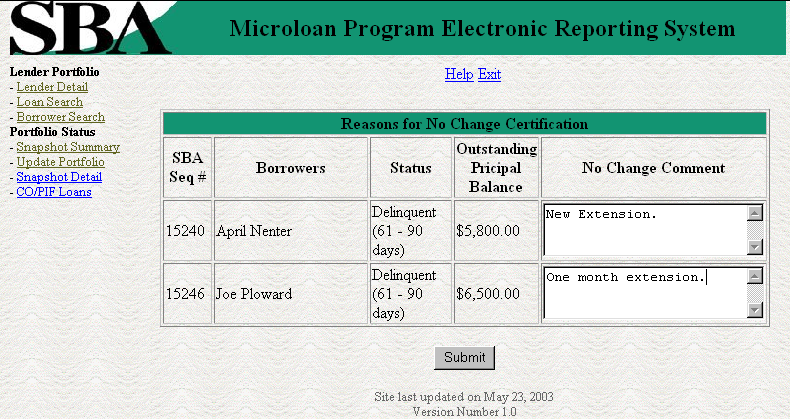 SBA
Microloan Program Electronic Reporting System
Lender Portfolio
- Lender Detail
- Loan Search
- Borrower Search
Portfolio Status
- Snapshot Summary
- Update Portfolio
- Snapshot Detail
- CO/PIF Loans
Help Exit
Reasons for No Change Certification
SBA
Seq #
Borrowers
Status
Outstanding
Pricipal
Balance
No Change Comment
15240
April Nenter
Delinquent
(61 - 90
days)
$5,800.00
New Extension.
15246
Joe Ploward
Delinquent
(61 - 90
days)
$6,500.00
One month extension.
Submit
Site last updated on May 23, 2003
Version Number 1.0